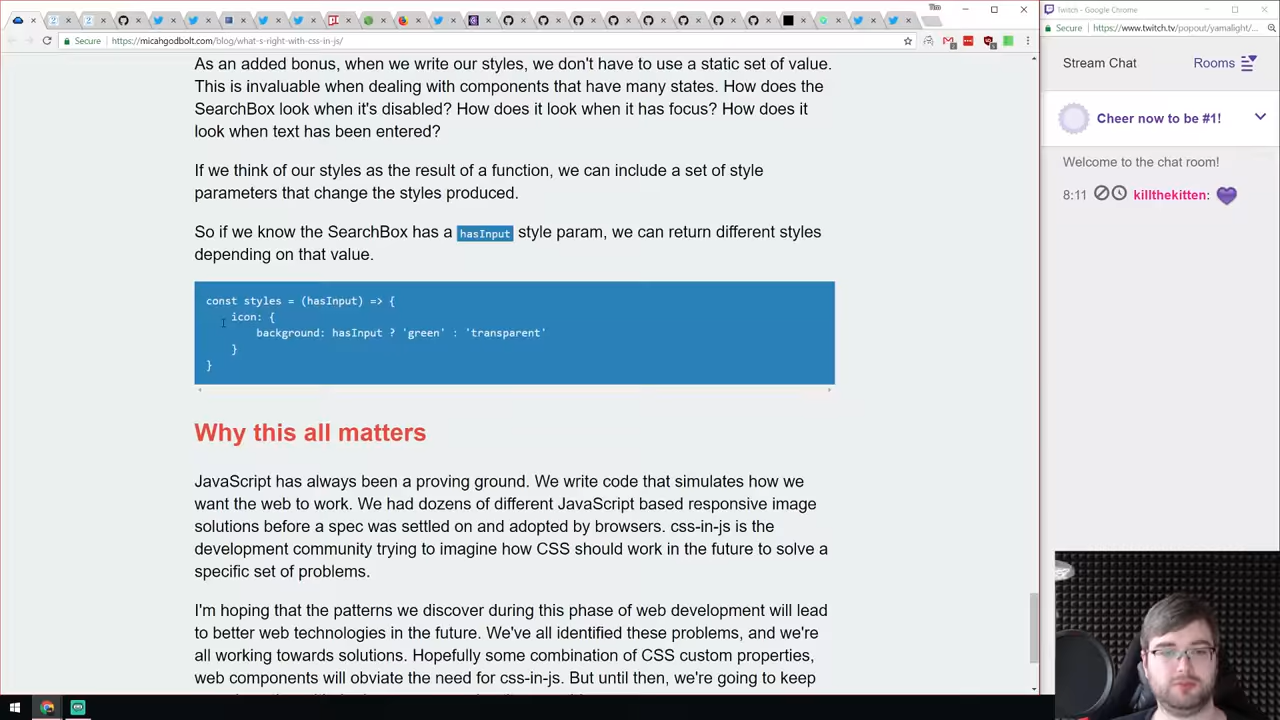 Tim
Secure
https://micahgodbolt.com/blog/what-s-right-with-css-in-js/
As an added bonus, when we write our styles, we don't have to use a static set of value.
This is invaluable when dealing with components that have many states. How does the
SearchBox look when it's disabled? How does it look when it has focus? How does it
look when text has been entered?
If we think of our styles as the result of a function, we can include a set of style
parameters that change the styles produced.
So if we know the SearchBox has a hasInput style param, we can return different styles
depending on that value.
const styles = (hasInput) => {
icon: {
background: hasInput ? 'green' : 'transparent'
}
}
Why this all matters
JavaScript has always been a proving ground. We write code that simulates how we
want the web to work. We had dozens of different JavaScript based responsive image
solutions before a spec was settled on and adopted by browsers. css-in-js is the
development community trying to imagine how CSS should work in the future to solve a
specific set of problems.
I'm hoping that the patterns we discover during this phase of web development will lead
to better web technologies in the future. We've all identified these problems, and we're
all working towards solutions. Hopefully some combination of CSS custom properties,
web components will obviate the need for css-in-js. But until then, we're going to keep
Twitch - Google Chrome
Secure
https://www.twitch.tv/popout/yamalight/...
Stream Chat
Rooms
Cheer now to be #1!
Welcome to the chat room!
8:11 killthekitten: